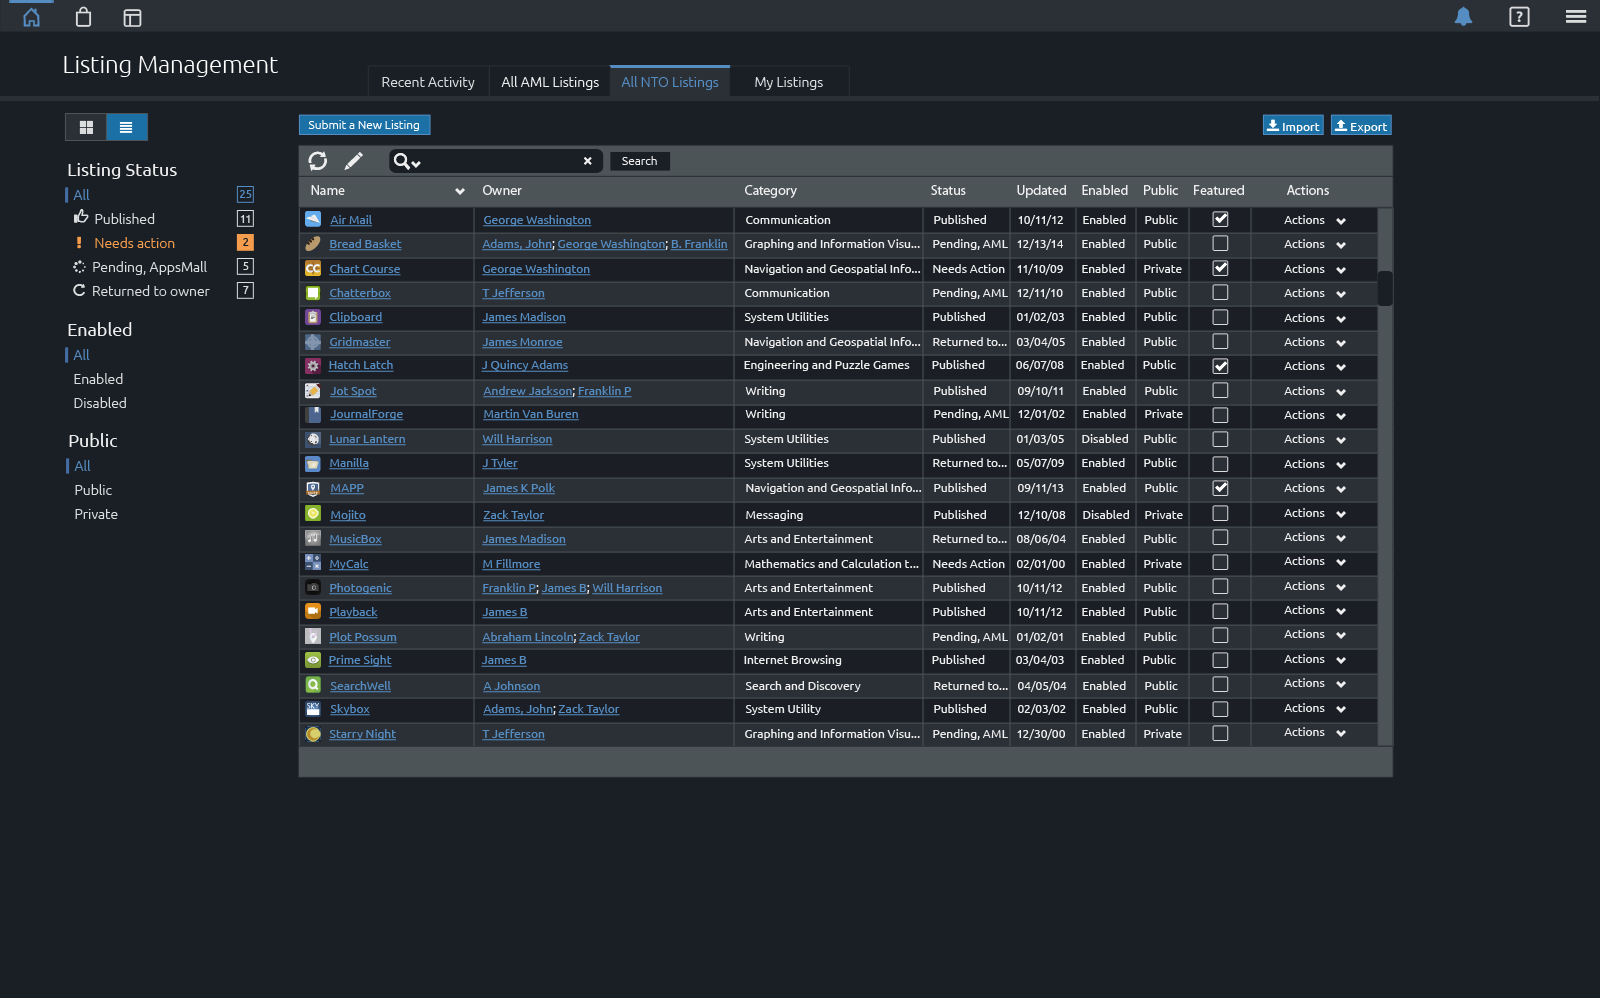 ?
Listing Management
Recent Activity All AML Listings All NTO Listings My Listings
Submit a New Listing Import Export
Search
Listing Status
All 25
Published 11
Needs action 2
Pending, AppsMall 5
Returned to owner 7
Enabled
All
Enabled
Disabled
Public
All
Public
Private
Name Owner Category Status Updated Enabled Public Featured Actions
Air Mail George Washington Communication Published 10/11/12 Enabled Public Actions
Bread Basket Adams, John; George Washington; B. Franklin Graphing and Information Visu... Pending, AML 12/13/14 Enabled Public Actions
CC Chart Course George Washington Navigation and Geospatial Info... Needs Action 11/10/09 Enabled Private Actions
Chatterbox T Jefferson Communication Pending, AML 12/11/10 Enabled Public Actions
Clipboard James Madison System Utilities Published 01/02/03 Enabled Public Actions
Gridmaster James Monroe Navigation and Geospatial Info... Returned to... 03/04/05 Enabled Public Actions
Hatch Latch J Quincy Adams Engineering and Puzzle Games Published 06/07/08 Enabled Public Actions
Jot Spot Andrew Jackson; Franklin P Writing Published 09/10/11 Enabled Public Actions
JournalForge Martin Van Buren Writing Pending, AML 12/01/02 Enabled Private Actions
Lunar Lantern Will Harrison System Utilities Published 01/03/05 Disabled Public Actions
Manilla J Tyler System Utilities Returned to... 05/07/09 Enabled Public Actions
MAPP James K Polk Navigation and Geospatial Info... Published 09/11/13 Enabled Public Actions
Mojito Zack Taylor Messaging Published 12/10/08 Disabled Private Actions
MusicBox James Madison Arts and Entertainment Returned to... 08/06/04 Enabled Public Actions
MyCalc M Fillmore Mathematics and Calculation t... Needs Action 02/01/00 Enabled Private Actions
Photogenic Franklin P; James B; Will Harrison Arts and Entertainment Published 10/11/12 Enabled Public Actions
Playback James B Arts and Entertainment Published 10/11/12 Enabled Public Actions
Plot Possum Abraham Lincoln; Zack Taylor Writing Pending, AML 01/02/01 Enabled Public Actions
Prime Sight James B Internet Browsing Published 03/04/03 Enabled Public Actions
SearchWell A Johnson Search and Discovery Returned to... 04/05/04 Enabled Public Actions
SKY Skybox Adams, John; Zack Taylor System Utility Published 02/03/02 Enabled Public Actions
Starry Night T Jefferson Graphing and Information Visu... Pending, AML 12/30/00 Enabled Private Actions